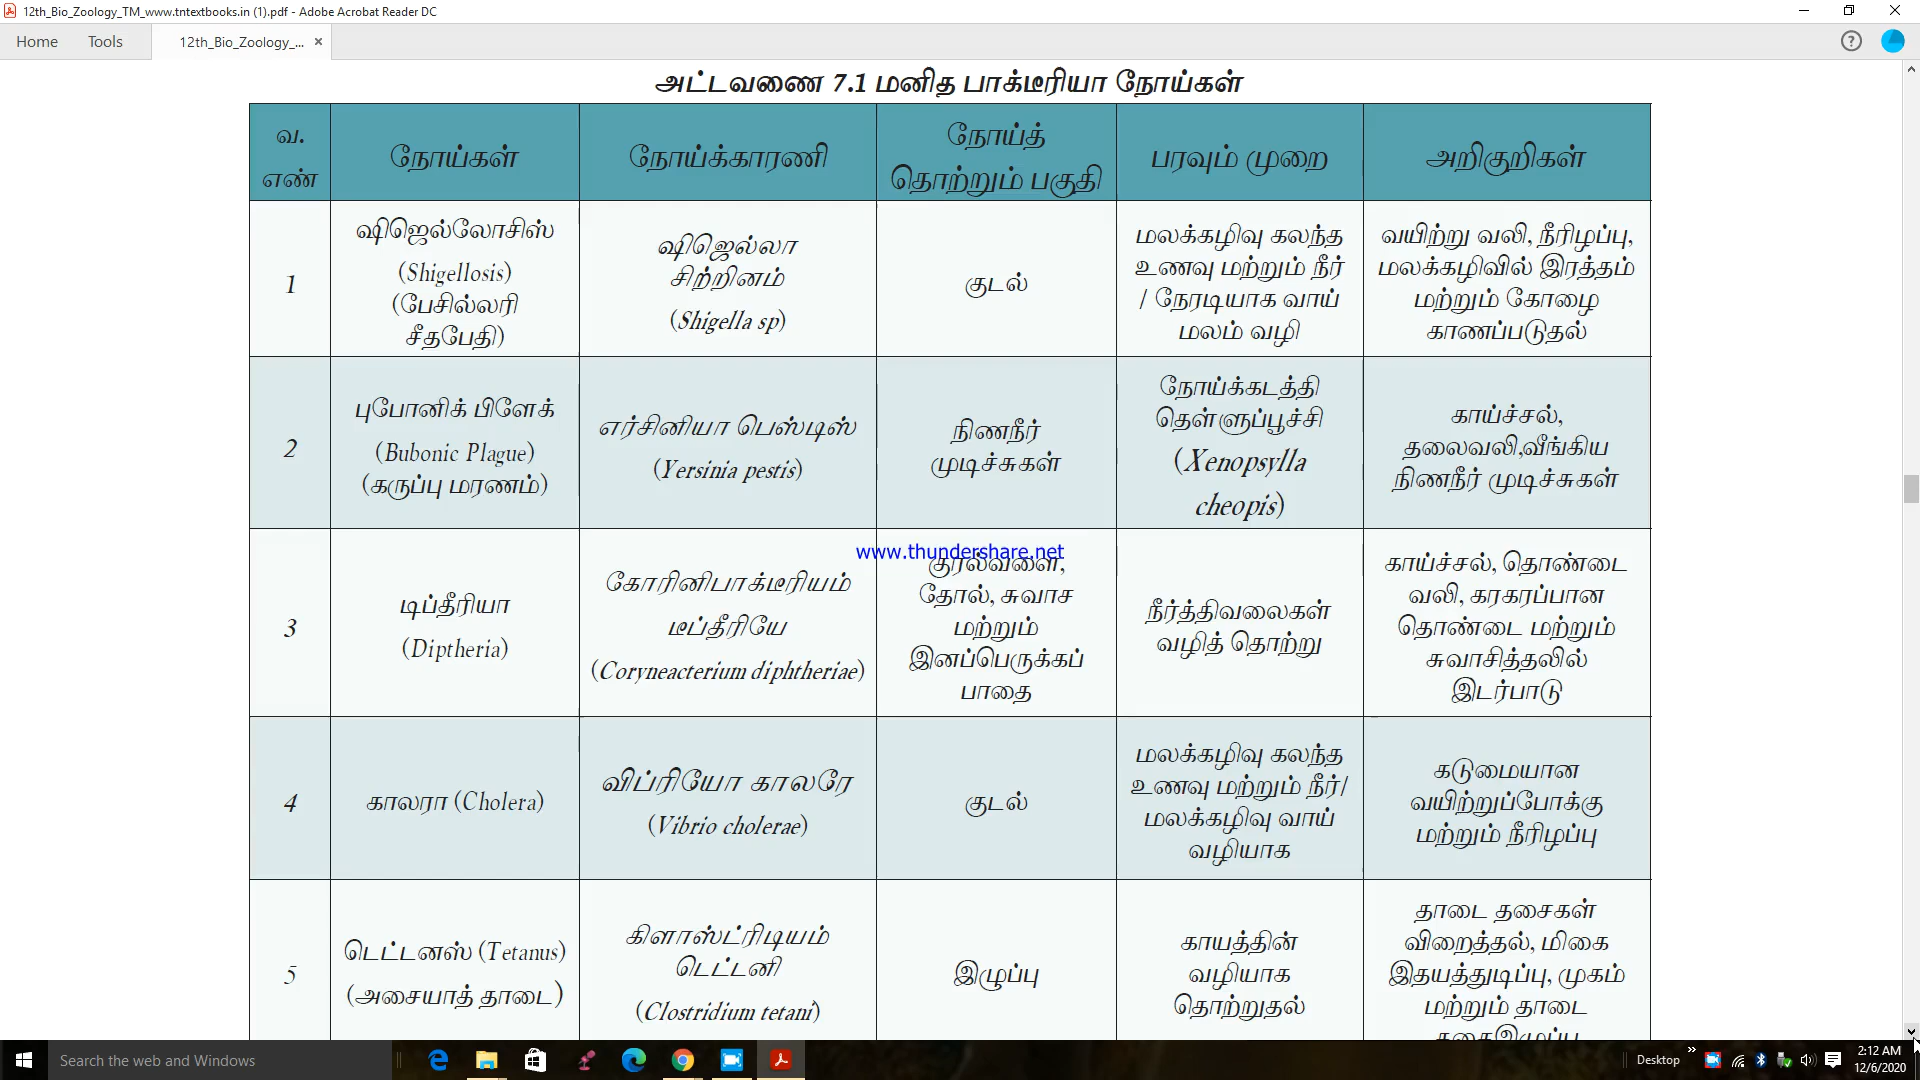 12th_Bio_Zoology_TM_www.tntextbooks.in (1).pdf - Adobe Acrobat Reader DC
Home Tools 12th_Bio_Zoology_...
அட்டவணை 7.1 மனித பாக்டீரியா நோய்கள்
வ.
எண்
நோய்கள்
நோய்க்காரணி
நோய்த்
தொற்றும் பகுதி
பரவும் முறை
அறிகுறிகள்
1
ஷிஜெல்லோசிஸ்
(Shigellosis)
(பேசில்லரி
சீதபேதி)
ஷிஜெல்லா
சிற்றினம்
(Shigella sp)
குடல்
மலக்கழிவு கலந்த
உணவு மற்றும் நீர்
/ நேரடியாக வாய்
மலம் வழி
வயிற்று வலி, நீரிழப்பு,
மலக்கழிவில் இரத்தம்
மற்றும் கோழை
காணப்படுதல்
2
புபோனிக் பிளேக்
(Bubonic Plague)
(கருப்பு மரணம்)
எர்சினியா பெஸ்டிஸ்
(Yersinia pestis)
நிணநீர்
முடிச்சுகள்
நோய்க்கடத்தி
தெள்ளுப்பூச்சி
(Xenopsylla
cheopis)
காய்ச்சல்,
தலைவலி,வீங்கிய
நிணநீர் முடிச்சுகள்
3
டிப்தீரியா
(Diptheria)
கோரினிபாக்டீரியம்
டீப்தீரியே
(Coryneacterium diphtheriae)
www.thundershare.net
குரல்வளை,
தோல், சுவாச
மற்றும்
இனப்பெருக்கப்
பாதை
நீர்த்திவலைகள்
வழித் தொற்று
காய்ச்சல், தொண்டை
வலி, கரகரப்பான
தொண்டை மற்றும்
சுவாசித்தலில்
இடர்பாடு
4
காலரா (Cholera)
விப்ரியோ காலரே
(Vibrio cholerae)
குடல்
மலக்கழிவு கலந்த
உணவு மற்றும் நீர்/
மலக்கழிவு வாய்
வழியாக
கடுமையான
வயிற்றுப்போக்கு
மற்றும் நீரிழப்பு
5
டெட்டனஸ் (Tetanus)
(அசையாத் தாடை)
கிளாஸ்ட்ரிடியம்
டெட்டனி
(Clostridium tetani)
இழுப்பு
காயத்தின்
வழியாக
தொற்றுதல்
தாடை தசைகள்
விறைத்தல், மிகை
இதயத்துடிப்பு, முகம்
மற்றும் தாடை
Search the web and Windows
Desktop
2:12 AM
12/6/2020